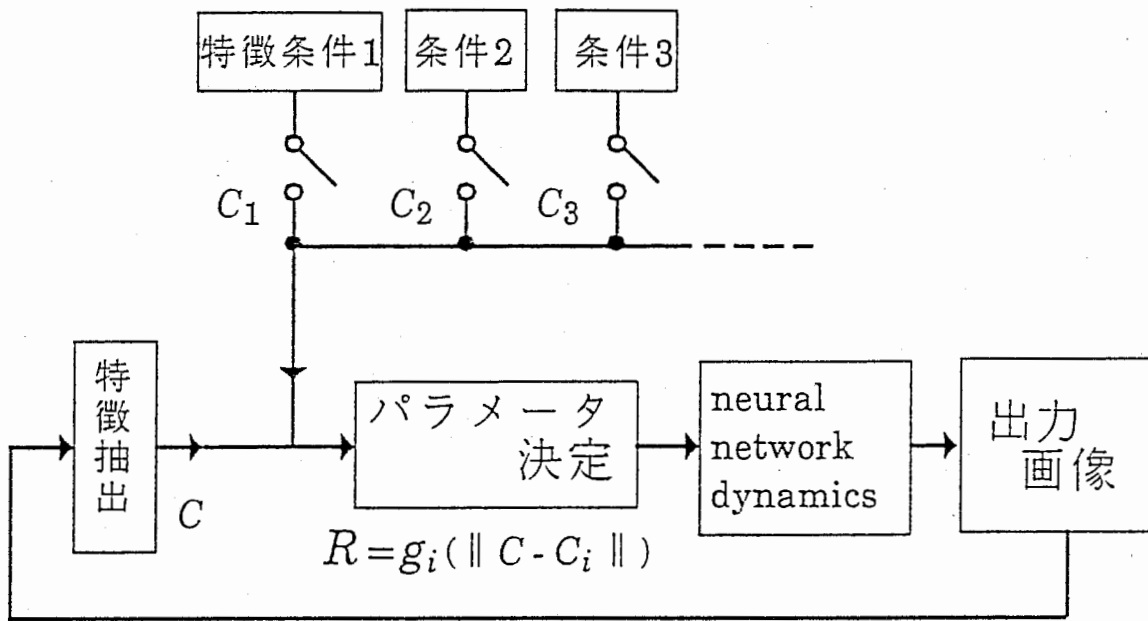 特徴条件1 条件2 条件3
C₁ C₂ C₃
特徴抽出
C
パラメータ
決定
R=gᵢ(‖C-Cᵢ‖)
neural
network
dynamics
出力
画像